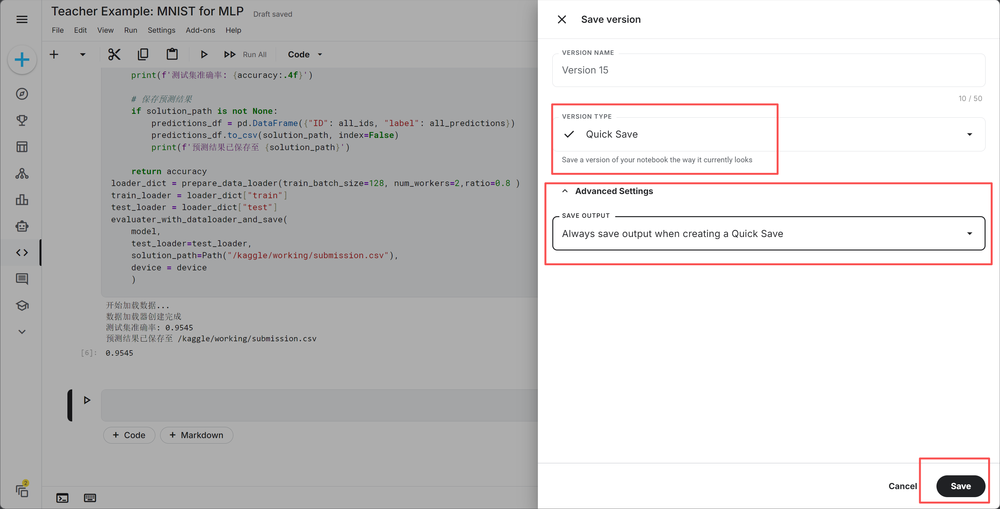 Teacher Example: MNIST for MLP Draft saved
File Edit View Run Settings Add-ons Help
Run All Code
print(f'测试集准确率: {accuracy:.4f}')
# 保存预测结果
if solution_path is not None:
predictions_df = pd.DataFrame({"ID": all_ids, "label": all_predictions})
predictions_df.to_csv(solution_path, index=False)
print(f'预测结果已保存至 {solution_path}')
return accuracy
loader_dict = prepare_data_loader(train_batch_size=128, num_workers=2,ratio=0.8 )
train_loader = loader_dict["train"]
test_loader = loader_dict["test"]
evaluater_with_dataloader_and_save(
model,
test_loader=test_loader,
solution_path=Path("/kaggle/working/submission.csv"),
device = device
)
开始加载数据...
数据加载器创建完成
测试集准确率: 0.9545
预测结果已保存至 /kaggle/working/submission.csv
[6]: 0.9545
+ Code + Markdown
2
Save version
VERSION NAME
Version 15
10 / 50
VERSION TYPE
Quick Save
Save a version of your notebook the way it currently looks
Advanced Settings
SAVE OUTPUT
Always save output when creating a Quick Save
Cancel Save